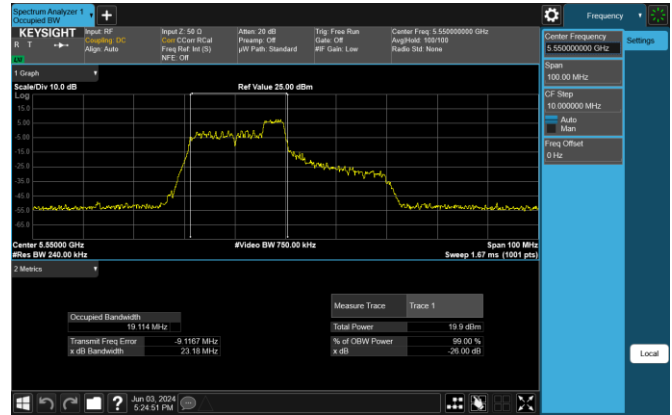 Spectrum Analyzer 1
Occupied BW
Frequency
KEYSIGHT
R T
LXI
Input: RF
Coupling: DC
Align: Auto
Input Z: 50 Ω
Corr CCorr RCal
Freq Ref: Int (S)
NFE: Off
Atten: 20 dB
Preamp: Off
µW Path: Standard
Trig: Free Run
Gate: Off
#IF Gain: Low
Center Freq: 5.550000000 GHz
Avg|Hold: 100/100
Radio Std: None
Center Frequency
5.550000000 GHz
Settings
Span
100.00 MHz
CF Step
10.000000 MHz
Auto
Man
Freq Offset
0 Hz
1 Graph
Scale/Div 10.0 dB
Ref Value 25.00 dBm
Log
15.0
5.00
-5.00
-15.0
-25.0
-35.0
-45.0
-55.0
-65.0
Center 5.55000 GHz
#Res BW 240.00 kHz
#Video BW 750.00 kHz
Span 100 MHz
Sweep 1.67 ms (1001 pts)
2 Metrics
Measure Trace
Trace 1
Occupied Bandwidth
19.114 MHz
Total Power
19.9 dBm
Transmit Freq Error
-9.1167 MHz
% of OBW Power
99.00 %
x dB Bandwidth
23.18 MHz
x dB
-26.00 dB
Local
?
Jun 03, 2024
5:24:51 PM